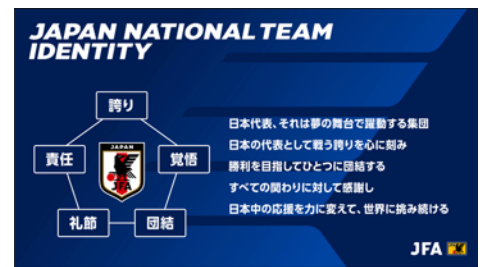 JAPAN NATIONAL TEAM
IDENTITY
誇り
責任
JAPAN
JFA
覚悟
礼節
団結
日本代表、それは夢の舞台で躍動する集団
日本の代表として戦う誇りを心に刻み
勝利を目指してひとつに団結する
すべての関わりに対して感謝し
日本中の応援を力に変えて、世界に挑み続ける
JFA